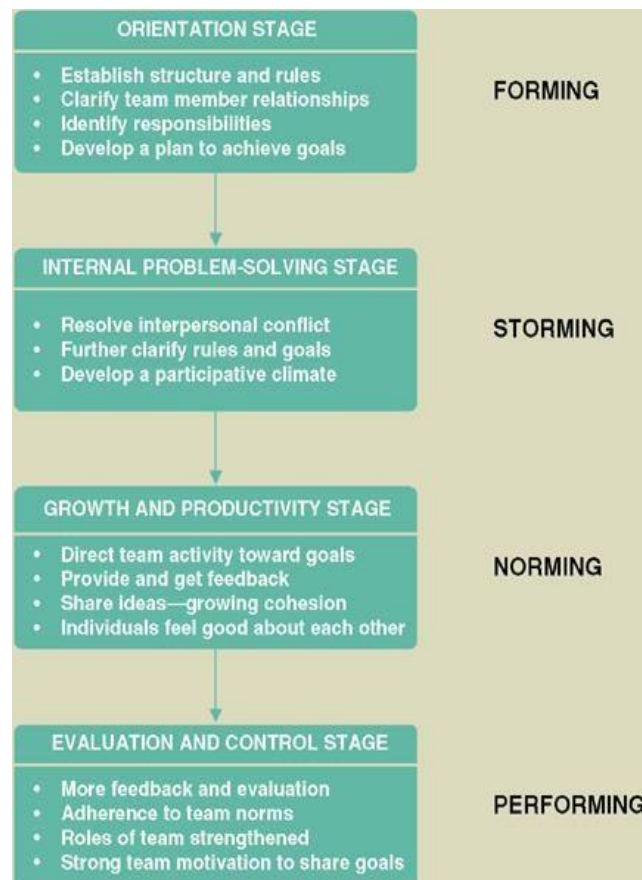 ORIENTATION STAGE
• Establish structure and rules
• Clarify team member relationships
• Identify responsibilities
• Develop a plan to achieve goals
FORMING
INTERNAL PROBLEM-SOLVING STAGE
• Resolve interpersonal conflict
• Further clarify rules and goals
• Develop a participative climate
STORMING
GROWTH AND PRODUCTIVITY STAGE
• Direct team activity toward goals
• Provide and get feedback
• Share ideas—growing cohesion
• Individuals feel good about each other
NORMING
EVALUATION AND CONTROL STAGE
• More feedback and evaluation
• Adherence to team norms
• Roles of team strengthened
• Strong team motivation to share goals
PERFORMING